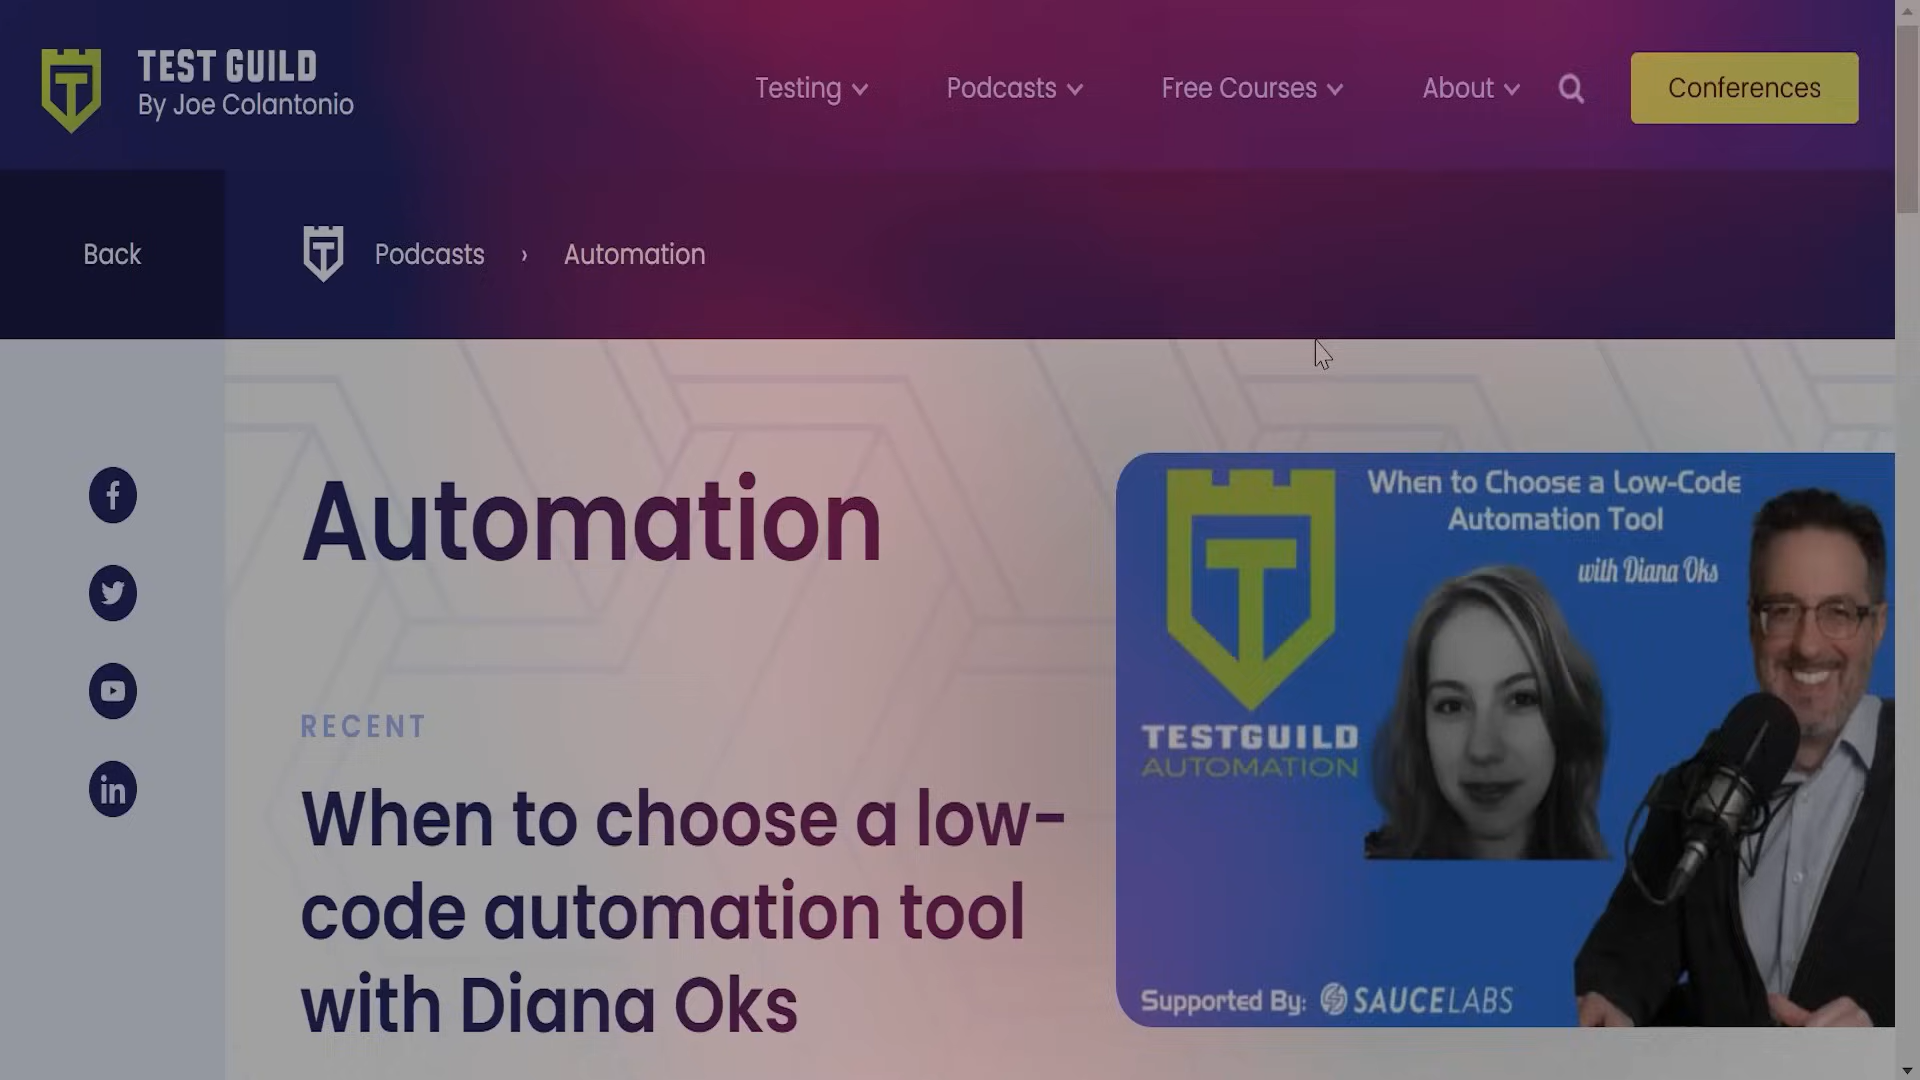 TEST GUILD
By Joe Colantonio
Testing
Podcasts
Free Courses
About
Conferences
Back
Podcasts › Automation
Automation
RECENT
When to choose a low-
code automation tool
with Diana Oks
When to Choose a Low-Code
Automation Tool
with Diana Oks
TESTGUILD
AUTOMATION
Supported By: SAUCELABS